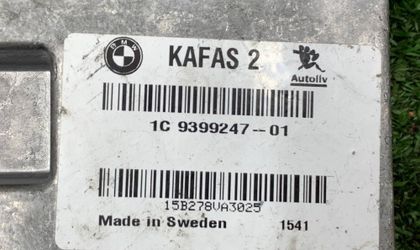 BMW KAFAS 2 Autoliv
1C 9399247--01
15B278VA3025
Made in Sweden 1541